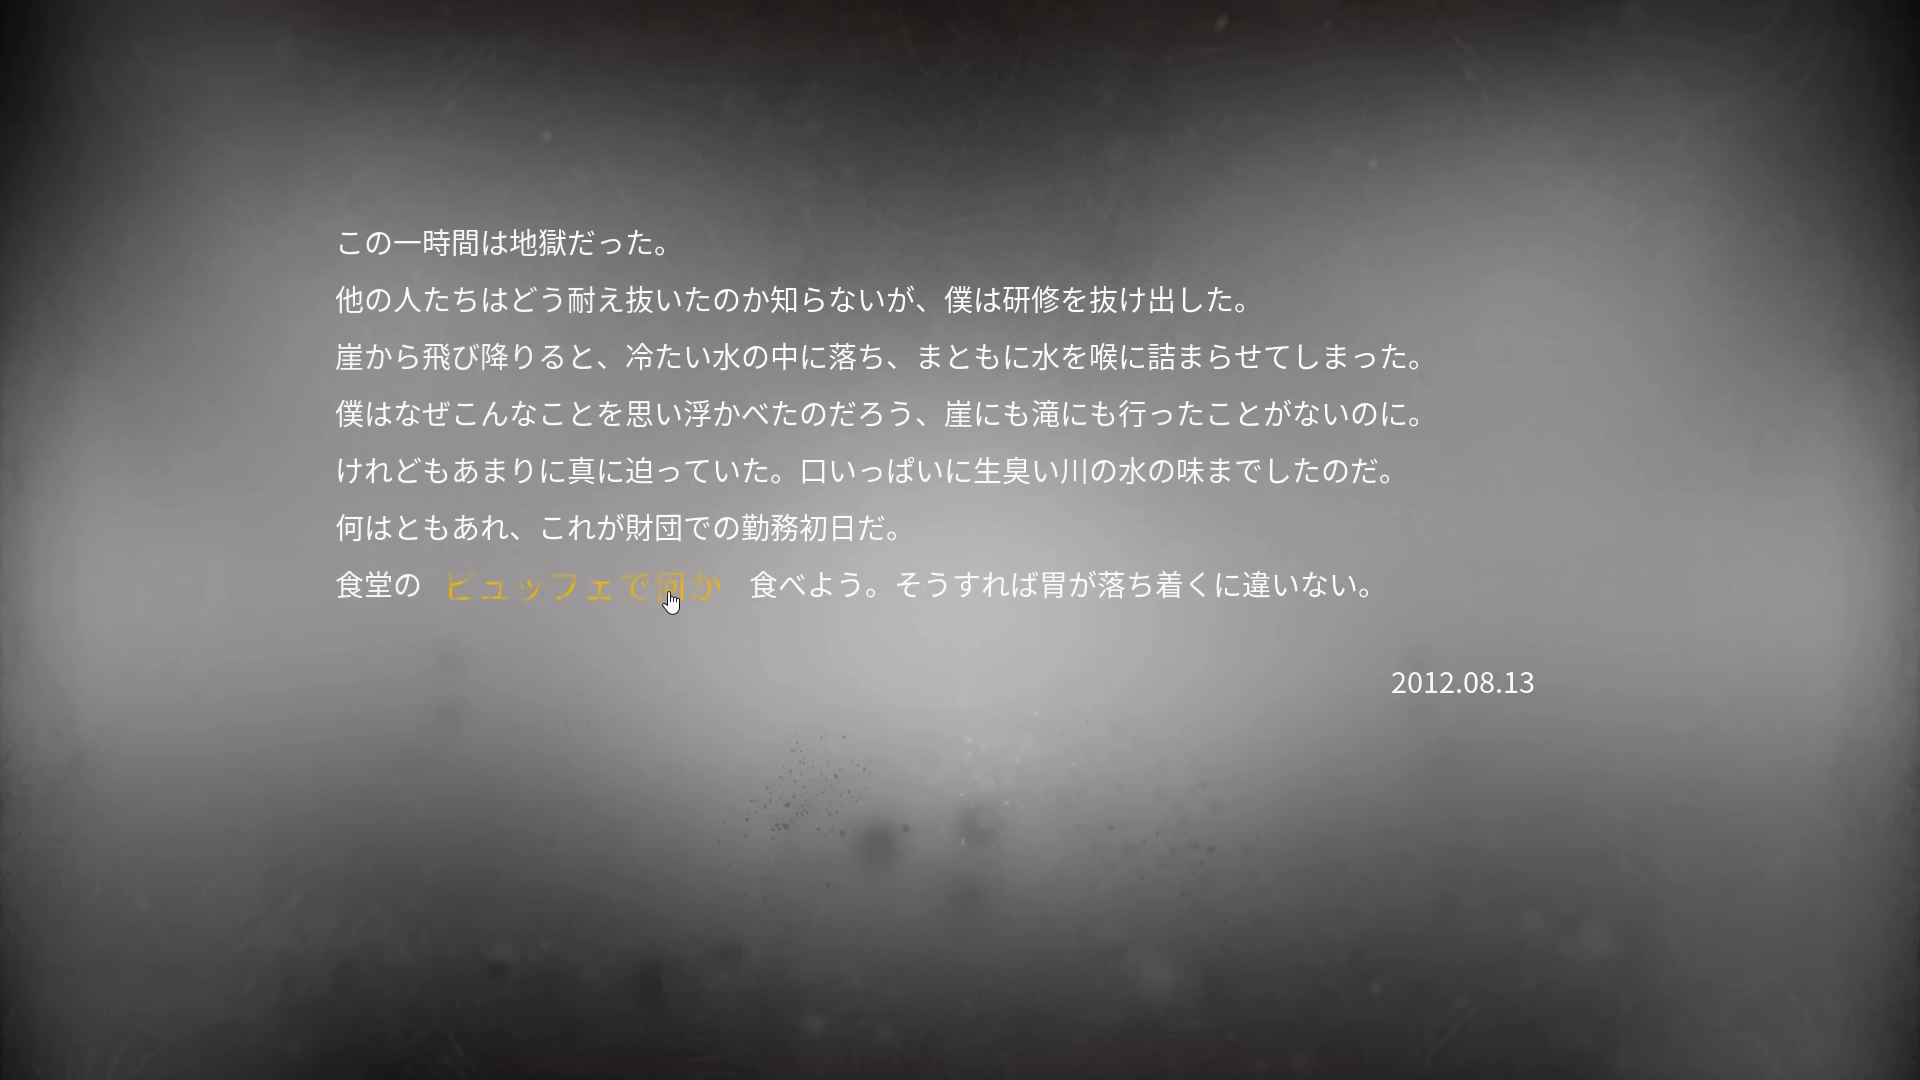 この一時間は地獄だった。
他の人たちはどう耐え抜いたのか知らないが、僕は研修を抜け出した。
崖から飛び降りると、冷たい水の中に落ち、まともに水を喉に詰まらせてしまった。
僕はなぜこんなことを思い浮かべたのだろう、崖にも滝にも行ったことがないのに。
けれどもあまりに真に迫っていた。口いっぱいに生臭い川の水の味までしたのだ。
何はともあれ、これが財団での勤務初日だ。
食堂の ビュッフェで何か 食べよう。そうすれば胃が落ち着くに違いない。
2012.08.13